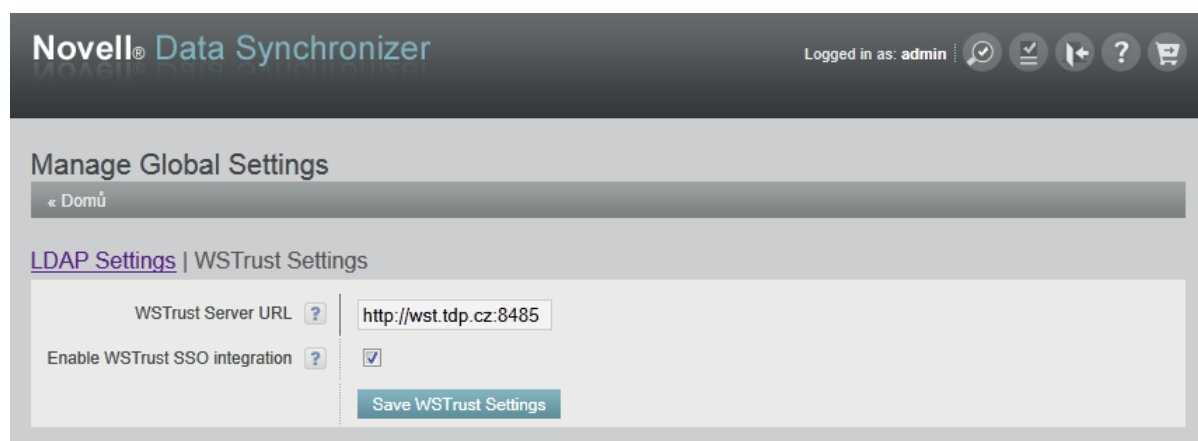 Novell® Data Synchronizer
Logged in as: admin
?
Manage Global Settings
« Domů
LDAP Settings | WSTrust Settings
WSTrust Server URL ? http://wst.tdp.cz:8485
Enable WSTrust SSO integration ?
Save WSTrust Settings